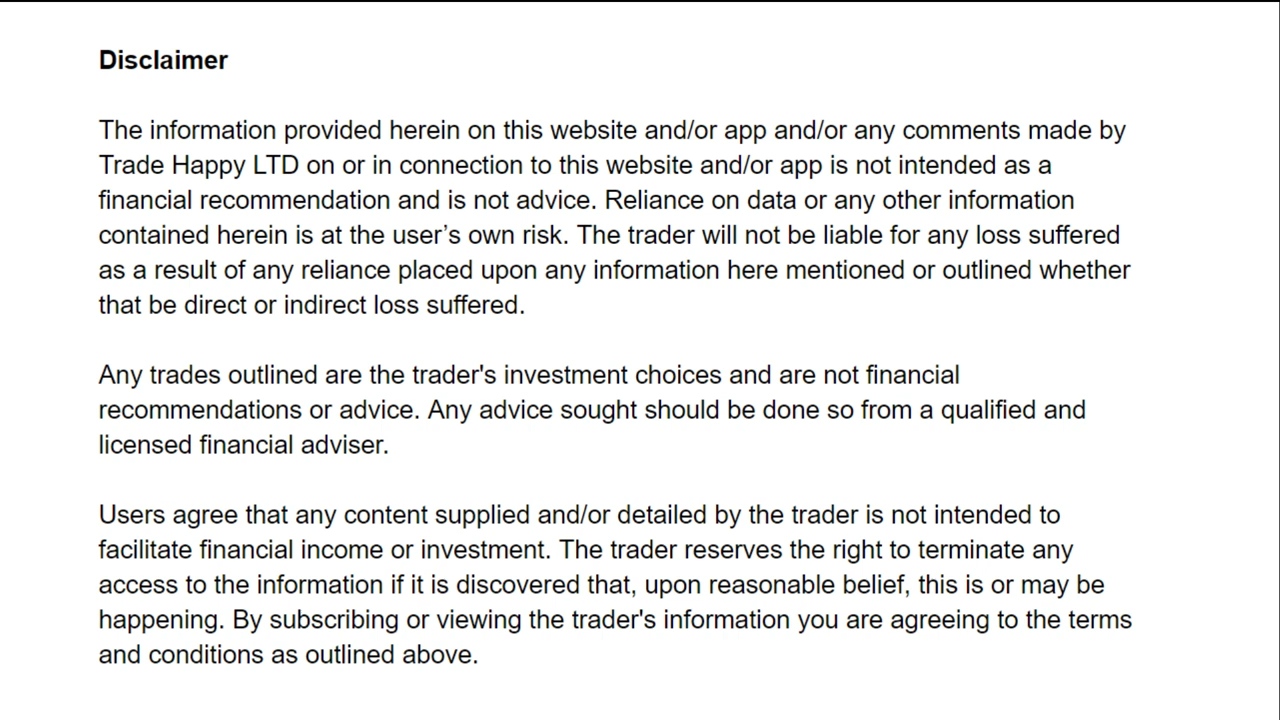 Disclaimer
The information provided herein on this website and/or app and/or any comments made by
Trade Happy LTD on or in connection to this website and/or app is not intended as a
financial recommendation and is not advice. Reliance on data or any other information
contained herein is at the user’s own risk. The trader will not be liable for any loss suffered
as a result of any reliance placed upon any information here mentioned or outlined whether
that be direct or indirect loss suffered.
Any trades outlined are the trader's investment choices and are not financial
recommendations or advice. Any advice sought should be done so from a qualified and
licensed financial adviser.
Users agree that any content supplied and/or detailed by the trader is not intended to
facilitate financial income or investment. The trader reserves the right to terminate any
access to the information if it is discovered that, upon reasonable belief, this is or may be
happening. By subscribing or viewing the trader's information you are agreeing to the terms
and conditions as outlined above.